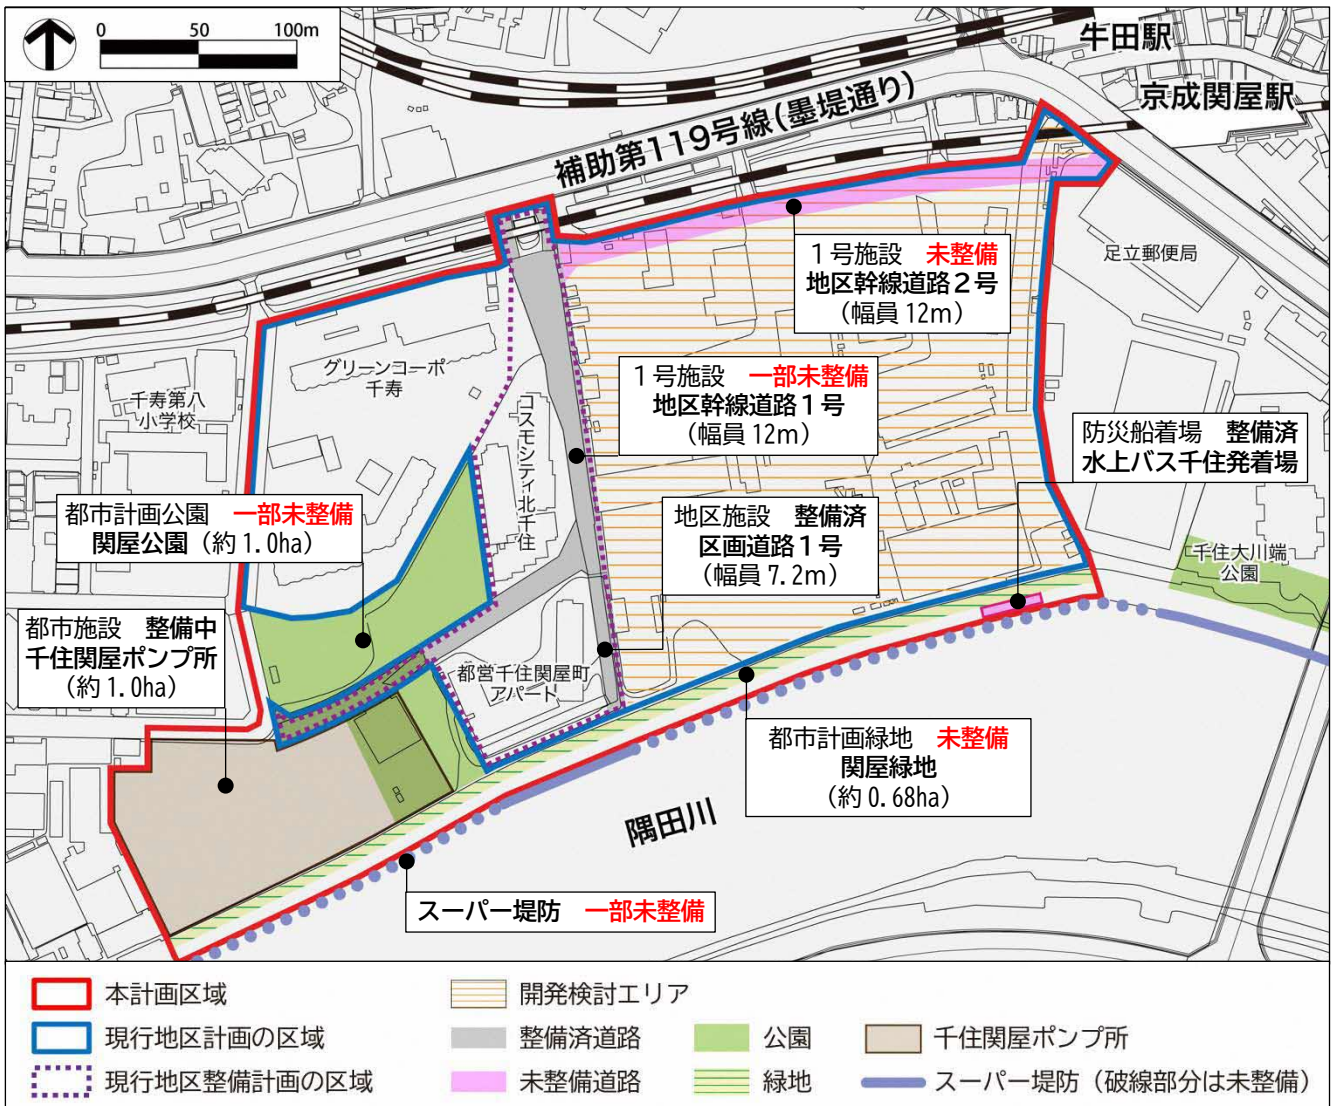 0 50 100m
牛田駅
京成関屋駅
補助第119号線(墨堤通り)
足立郵便局
1号施設 未整備
地区幹線道路2号
(幅員12m)
グリーンコーポ
千寿
千寿第八
小学校
コスモシティ北千住
1号施設 一部未整備
地区幹線道路1号
(幅員12m)
防災船着場 整備済
水上バス千住発着場
都市計画公園 一部未整備
関屋公園(約1.0ha)
地区施設 整備済
区画道路1号
(幅員7.2m)
千住大川端
公園
都市施設 整備中
千住関屋ポンプ所
(約1.0ha)
都営千住関屋町
アパート
都市計画緑地 未整備
関屋緑地
(約0.68ha)
隅田川
スーパー堤防 一部未整備
本計画区域
開発検討エリア
現行地区計画の区域
整備済道路
公園
千住関屋ポンプ所
現行地区整備計画の区域
未整備道路
緑地
スーパー堤防(破線部分は未整備)